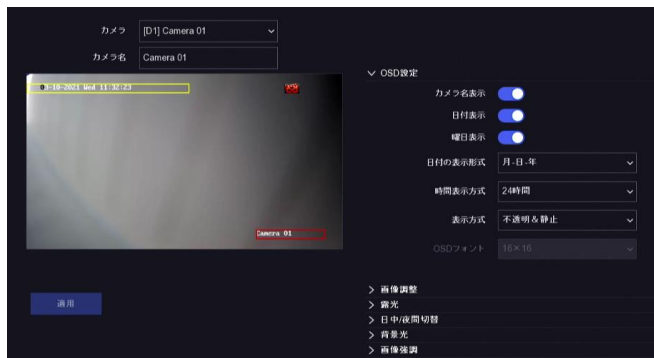 カメラ [D1] Camera 01
カメラ名 Camera 01
03-10-2021 Wed 11:32:23
Camera 01
適用
OSD設定
カメラ名表示
日付表示
曜日表示
日付の表示形式 月-日-年
時間表示方式 24時間
表示方式 不透明&静止
OSDフォント 16×16
画像調整
露光
日中/夜間切替
背景光
画像強調